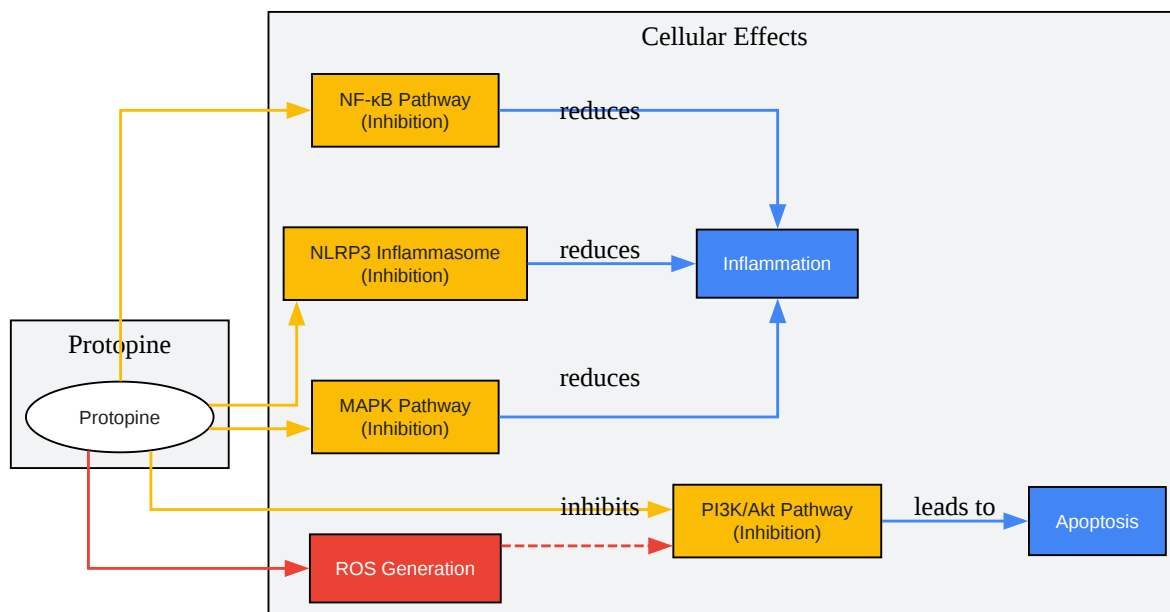 Cellular Effects
NF-κB Pathway
(Inhibition)
reduces
NLRP3 Inflammasome
(Inhibition)
reduces
Inflammation
Protopine
Protopine
MAPK Pathway
(Inhibition)
reduces
inhibits
PI3K/Akt Pathway
(Inhibition)
leads to
Apoptosis
ROS Generation